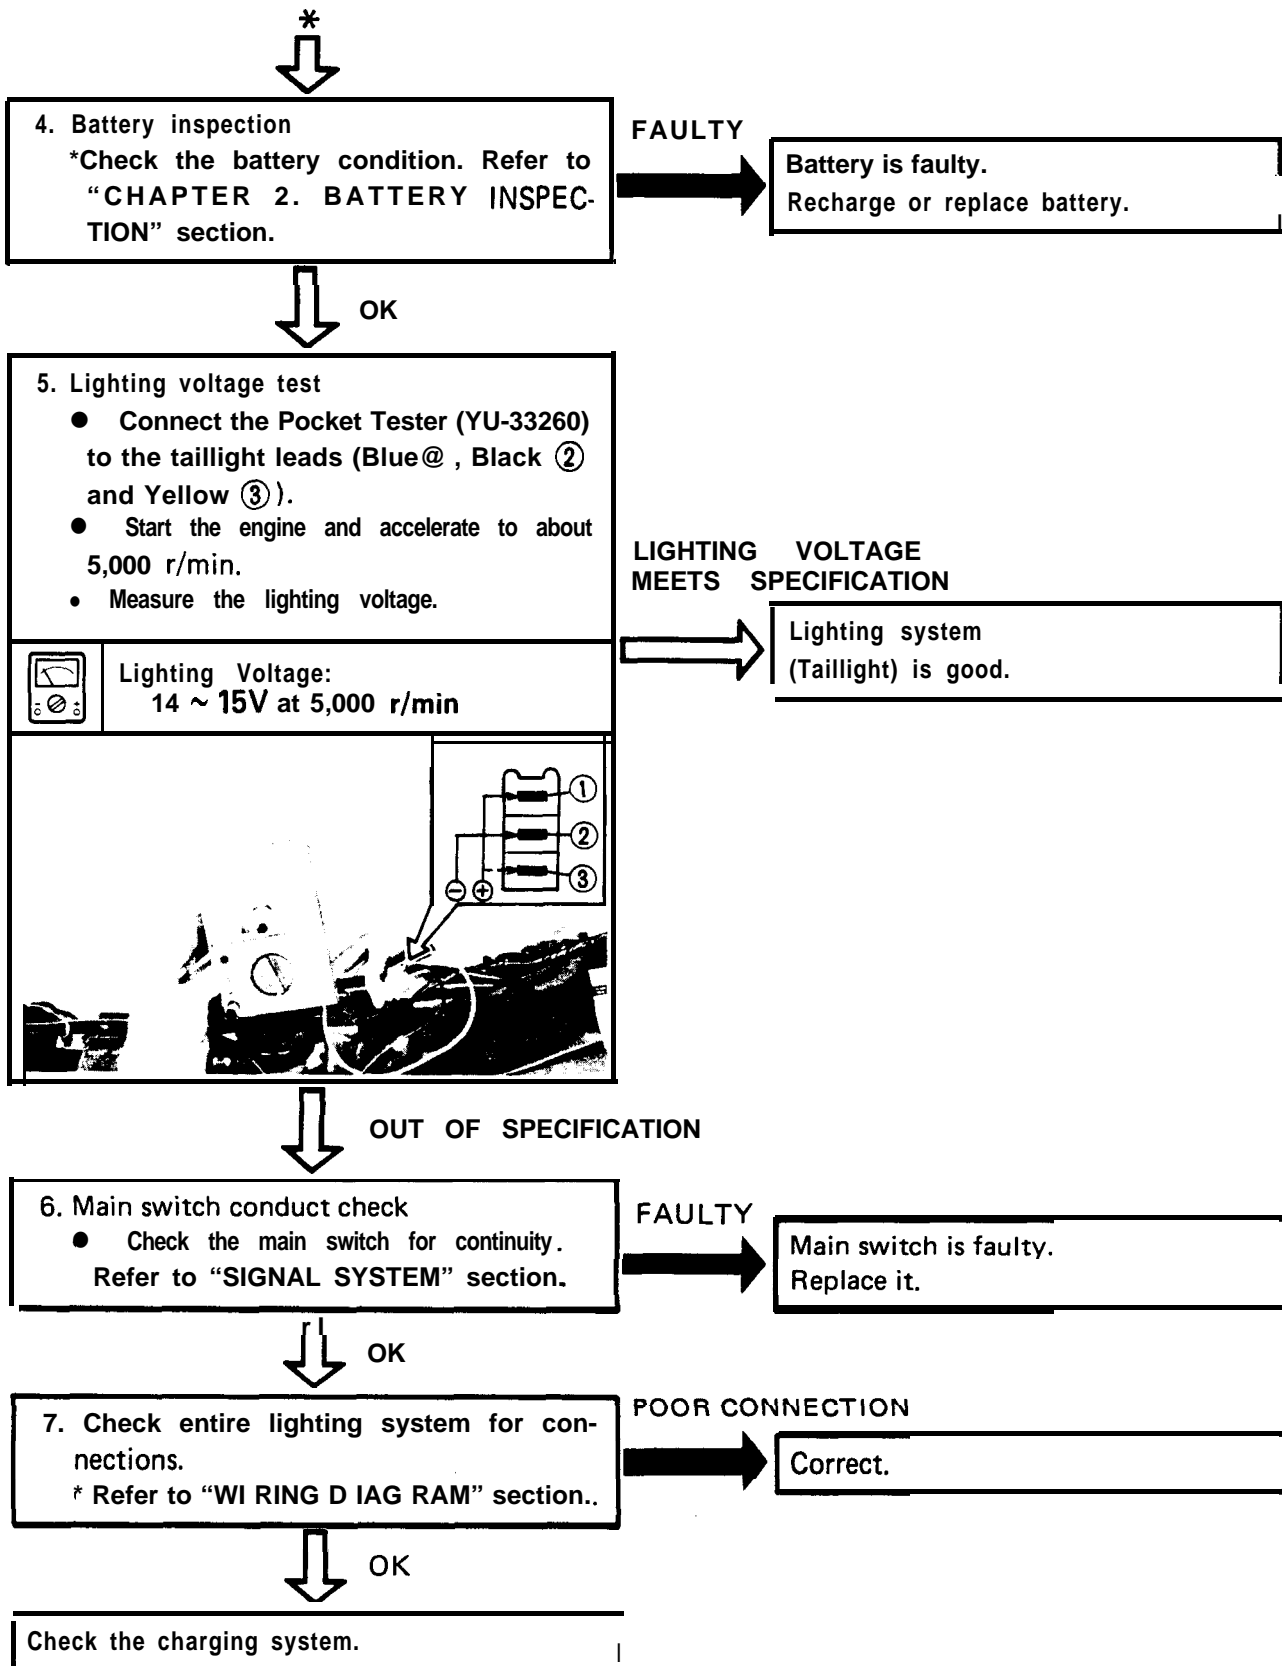 *
4. Battery inspection
*Check the battery condition. Refer to
“CHAPTER 2. BATTERY INSPEC-
TION” section.
FAULTY
Battery is faulty.
Recharge or replace battery.
OK
5. Lighting voltage test
● Connect the Pocket Tester (YU-33260)
to the taillight leads (Blue@ , Black ②
and Yellow ③ ).
● Start the engine and accelerate to about
5,000 r/min.
● Measure the lighting voltage.
LIGHTING VOLTAGE
MEETS SPECIFICATION
Lighting system
(Taillight) is good.
Lighting Voltage:
14 ~ 15V at 5,000 r/min
①
②
③
⊖ ⊕
OUT OF SPECIFICATION
6. Main switch conduct check
● Check the main switch for continuity.
Refer to “SIGNAL SYSTEM” section.
FAULTY
Main switch is faulty.
Replace it.
OK
7. Check entire lighting system for con-
nections.
* Refer to “WI RING D IAG RAM” section..
POOR CONNECTION
Correct.
OK
Check the charging system.